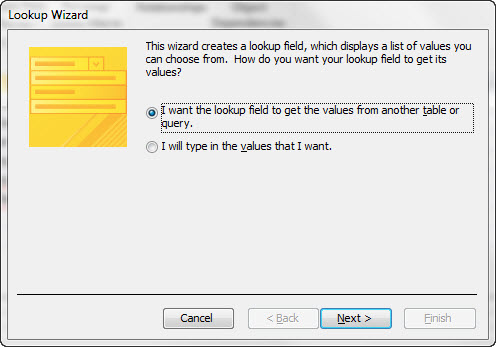 Lookup Wizard
This wizard creates a lookup field, which displays a list of values you
can choose from.  How do you want your lookup field to get its
values?
I want the lookup field to get the values from another table or
query.
I will type in the values that I want.
Cancel
< Back
Next >
Finish